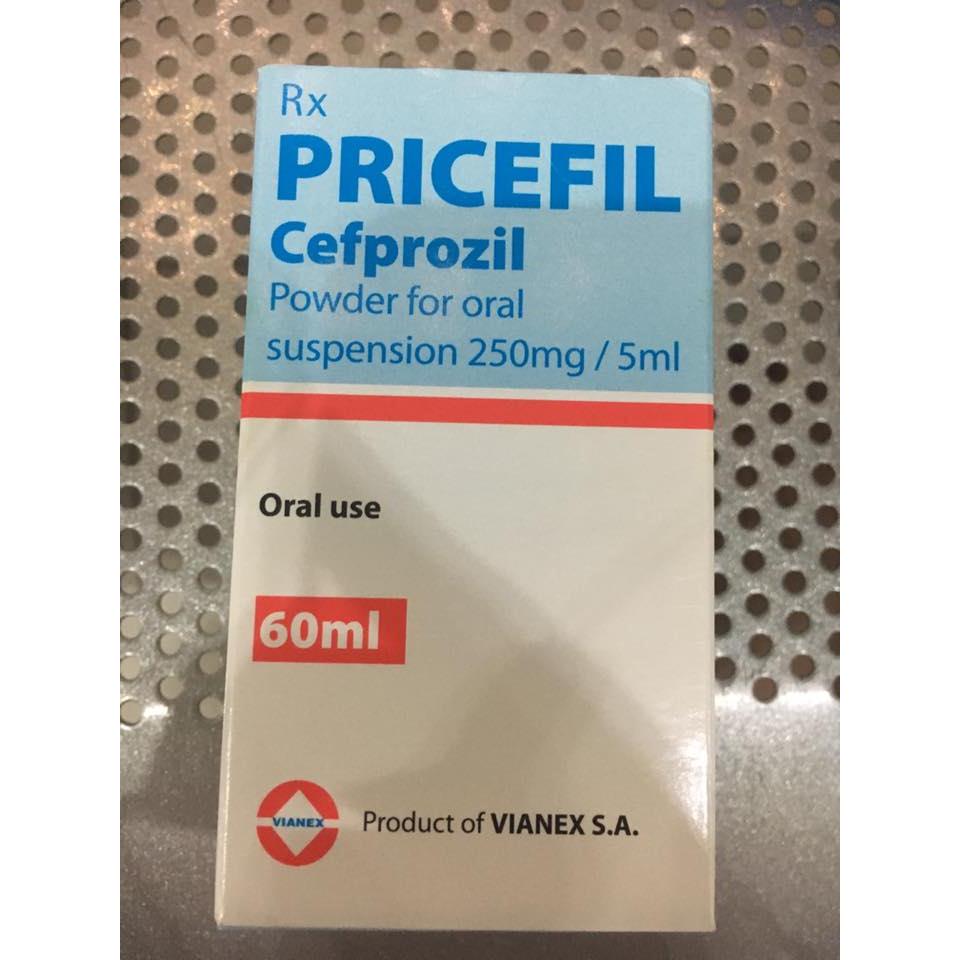 Rx
PRICEFIL
Cefprozil
Powder for oral
suspension 250mg / 5ml
Oral use
60ml
VIANEX
Product of VIANEX S.A.